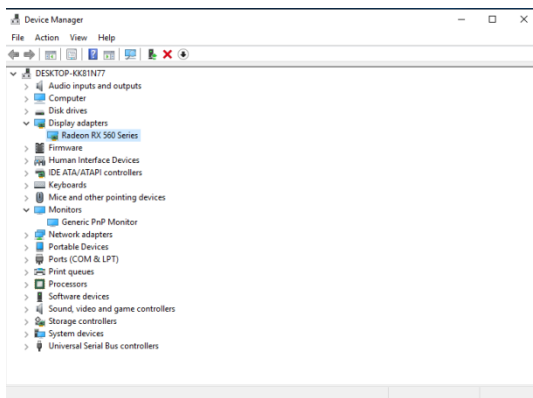 Device Manager
File Action View Help
DESKTOP-KK81N77
Audio inputs and outputs
Computer
Disk drives
Display adapters
Radeon RX 560 Series
Firmware
Human Interface Devices
IDE ATA/ATAPI controllers
Keyboards
Mice and other pointing devices
Monitors
Generic PnP Monitor
Network adapters
Portable Devices
Ports (COM & LPT)
Print queues
Processors
Software devices
Sound, video and game controllers
Storage controllers
System devices
Universal Serial Bus controllers